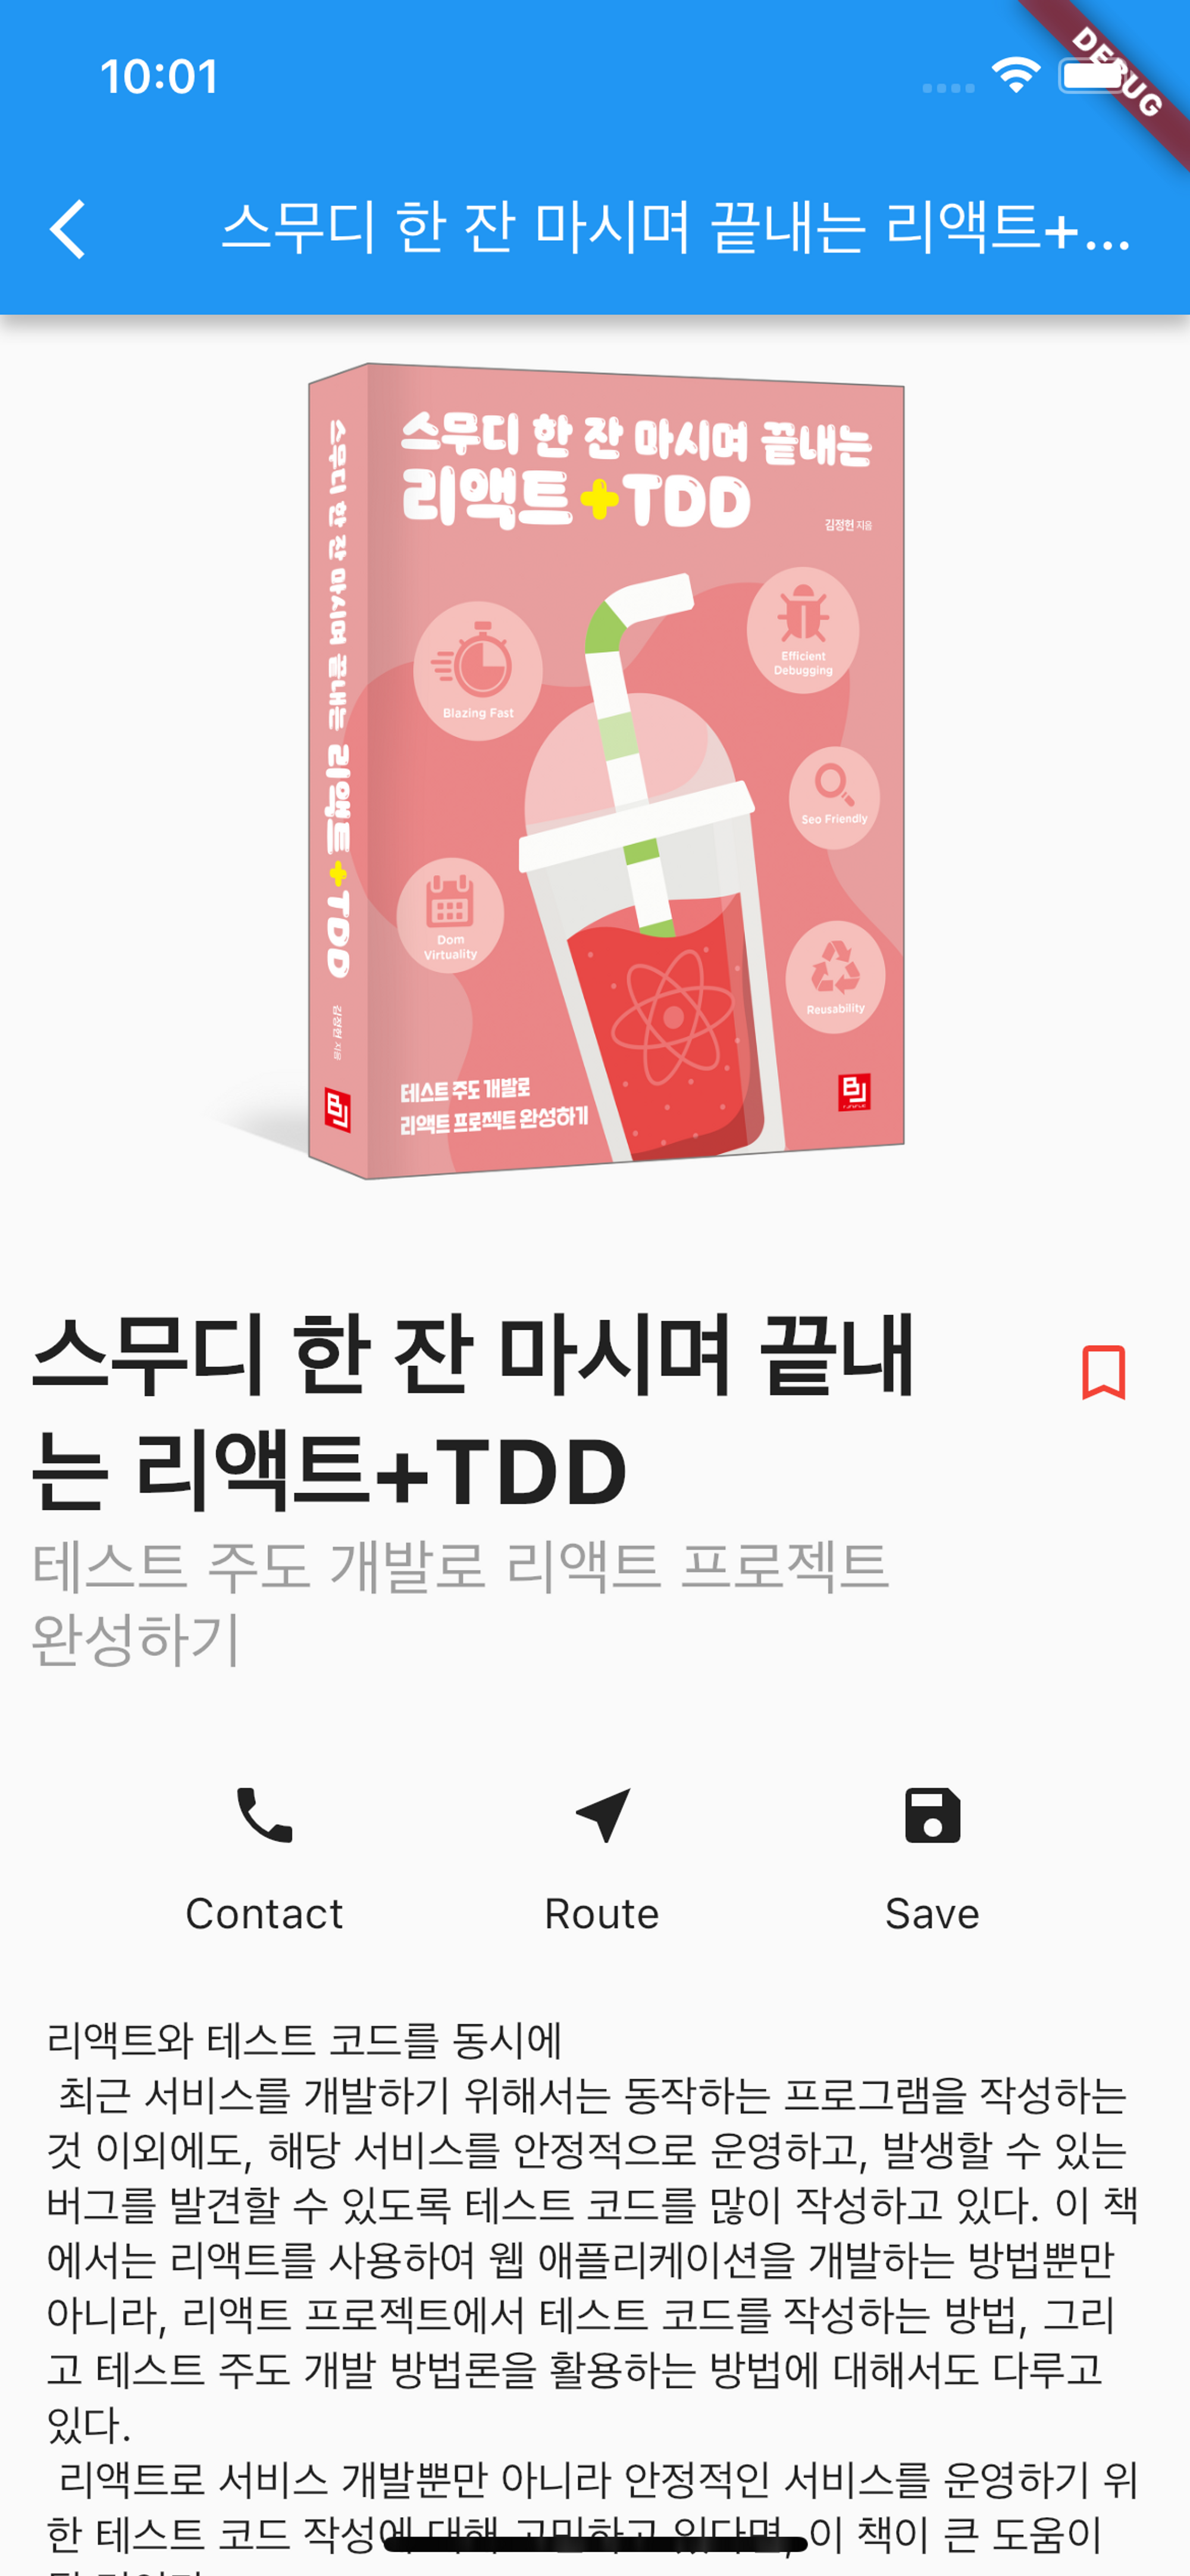 10:01
DEBUG
스무디 한 잔 마시며 끝내는 리액트+...
스무디 한 잔 마시며 끝내는
리액트+TDD
김정헌 지음
스무디 한 잔 마시며 끝내는 리액트+TDD
김정헌 지음
Blazing Fast
Efficient
Debugging
Seo Friendly
Dom
Virtuality
Reusability
테스트 주도 개발로
리액트 프로젝트 완성하기
BJ
BJ
스무디 한 잔 마시며 끝내
는 리액트+TDD
테스트 주도 개발로 리액트 프로젝트
완성하기
Contact
Route
Save
리액트와 테스트 코드를 동시에
최근 서비스를 개발하기 위해서는 동작하는 프로그램을 작성하는
것 이외에도, 해당 서비스를 안정적으로 운영하고, 발생할 수 있는
버그를 발견할 수 있도록 테스트 코드를 많이 작성하고 있다. 이 책
에서는 리액트를 사용하여 웹 애플리케이션을 개발하는 방법뿐만
아니라, 리액트 프로젝트에서 테스트 코드를 작성하는 방법, 그리
고 테스트 주도 개발 방법론을 활용하는 방법에 대해서도 다루고
있다.
리액트로 서비스 개발뿐만 아니라 안정적인 서비스를 운영하기 위
한 테스트 코드 작성에 대해 고민하고 있다면, 이 책이 큰 도움이